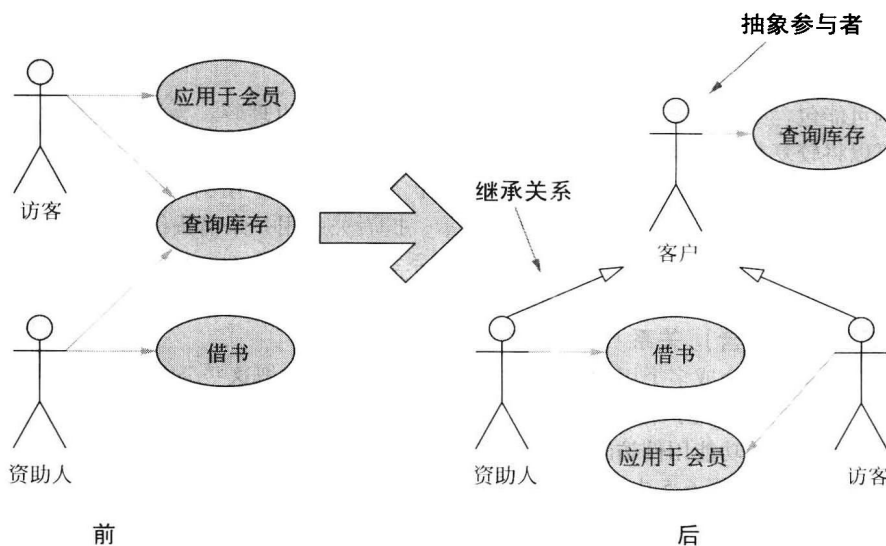 抽象参与者
应用于会员
查询库存
访客
查询库存
继承关系
客户
借书
借书
应用于会员
资助人
资助人
访客
前
后